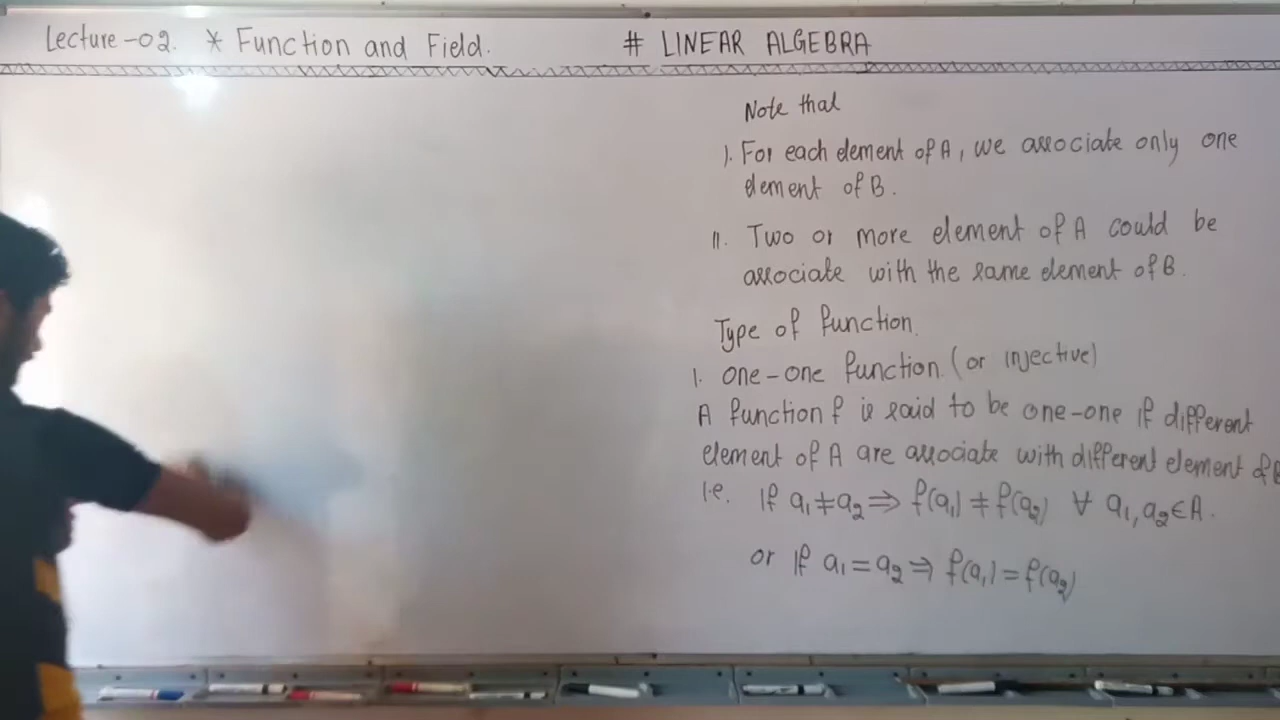 Lecture-02. * Function and Field. # LINEAR ALGEBRA
Note that
). For each element of A, we associate only one
element of B.
II. Two or more element of A could be
associate with the same element of B.
Type of function.
1. one-one function. (or injective)
A function f is said to be one-one if different
element of A are associate with different element of B
i.e. If a₁≠a₂ ⇒ f(a₁) ≠ f(a₂) ∀ a₁, a₂ ∈ A.
or If a₁ = a₂ ⇒ f(a₁) = f(a₂)